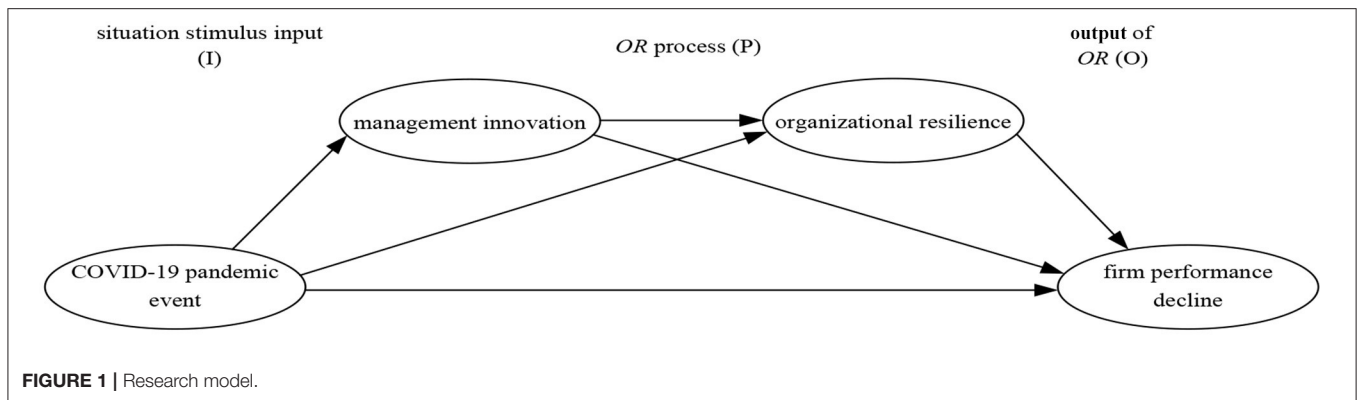 situation stimulus input
(I)
OR process (P)
output of
OR (O)
management innovation
organizational resilience
COVID-19 pandemic
event
firm performance
decline
FIGURE 1 | Research model.